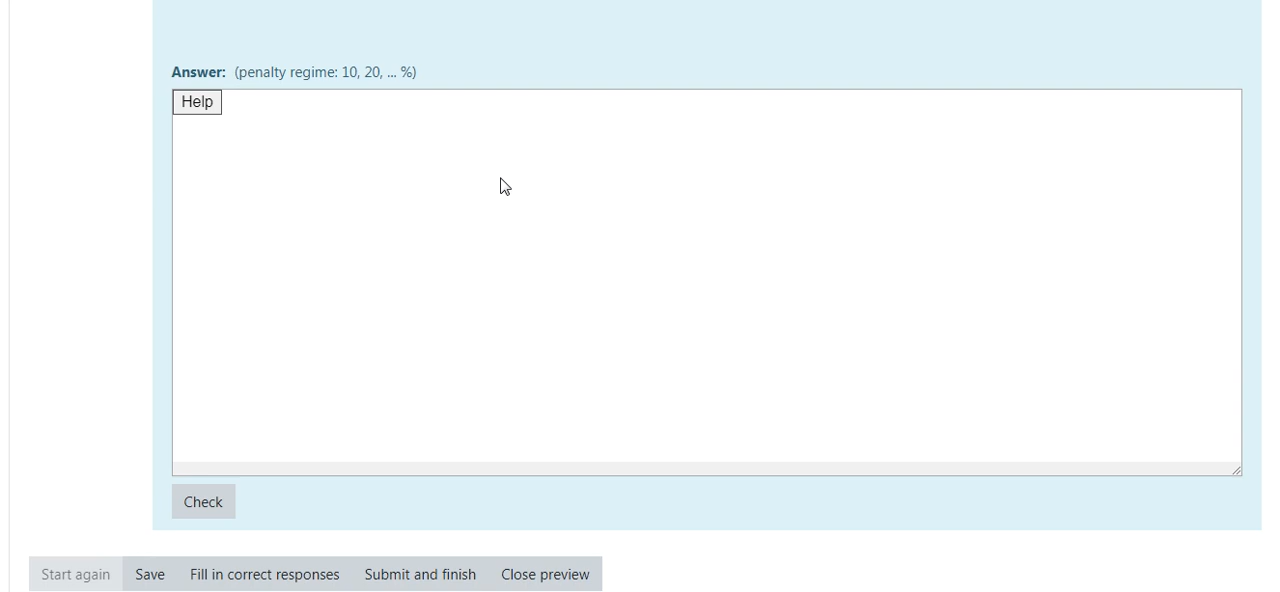 Answer: (penalty regime: 10, 20, ... %)
Help
Check
Start again Save Fill in correct responses Submit and finish Close preview